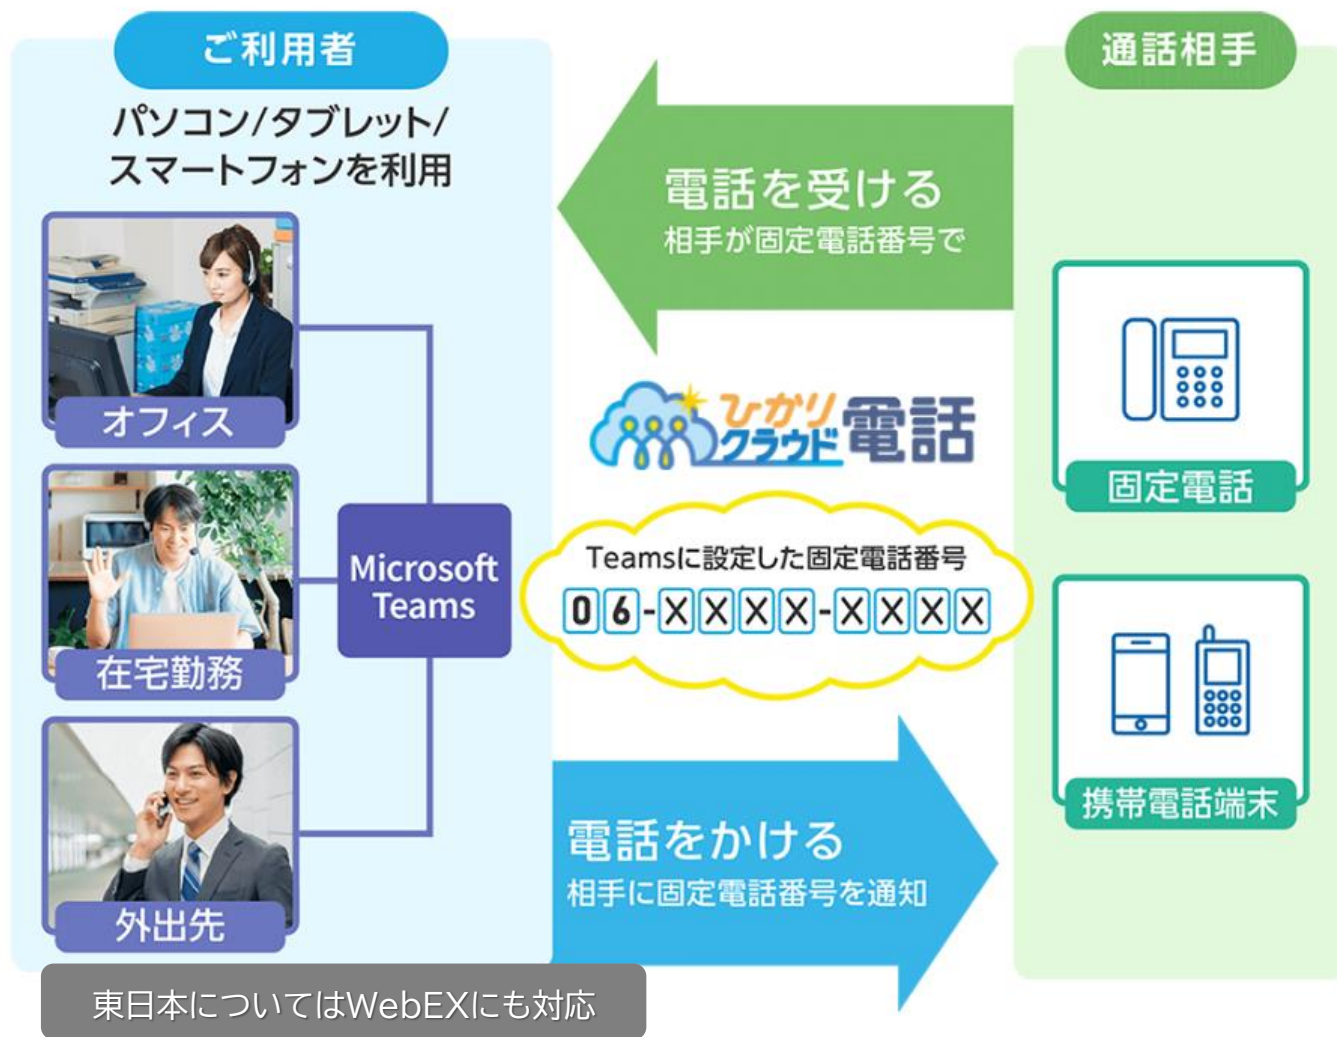 ご利用者
パソコン/タブレット/
スマートフォンを利用
オフィス
在宅勤務
外出先
Microsoft
Teams
電話を受ける
相手が固定電話番号で
ひかり
クラウド
電話
Teamsに設定した固定電話番号
06-XXXX-XXXX
電話をかける
相手に固定電話番号を通知
通話相手
固定電話
携帯電話端末
東日本についてはWebEXにも対応